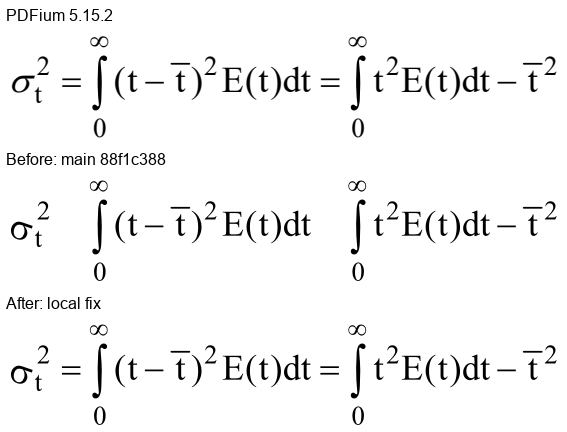 PDFium 5.15.2
σ_t^2 = ∫_0^∞ (t – t̅)^2 E(t)dt = ∫_0^∞ t^2 E(t)dt – t̅^2
Before: main 88f1c388
σ_t^2 ∫_0^∞ (t – t̅)^2 E(t)dt ∫_0^∞ t^2 E(t)dt – t̅^2
After: local fix
σ_t^2 = ∫_0^∞ (t – t̅)^2 E(t)dt = ∫_0^∞ t^2 E(t)dt – t̅^2